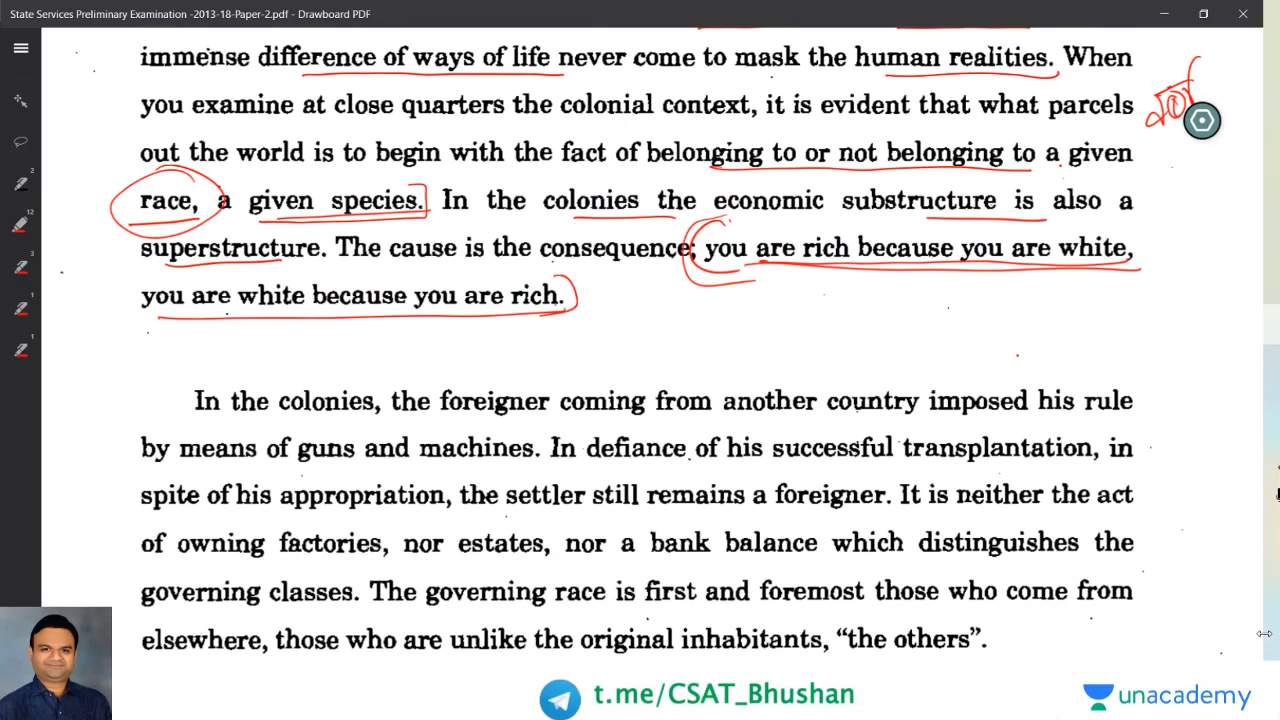 State Services Preliminary Examination -2013-18-Paper-2.pdf - Drawboard PDF
immense difference of ways of life never come to mask the human realities. When
you examine at close quarters the colonial context, it is evident that what parcels
out the world is to begin with the fact of belonging to or not belonging to a given
race, a given species. In the colonies the economic substructure is also a
superstructure. The cause is the consequence; you are rich because you are white,
you are white because you are rich.
In the colonies, the foreigner coming from another country imposed his rule
by means of guns and machines. In defiance of his successful transplantation, in
spite of his appropriation, the settler still remains a foreigner. It is neither the act
of owning factories, nor estates, nor a bank balance which distinguishes the
governing classes. The governing race is first and foremost those who come from
elsewhere, those who are unlike the original inhabitants, “the others”.
2
12
3
1
1
t.me/CSAT_Bhushan
unacademy